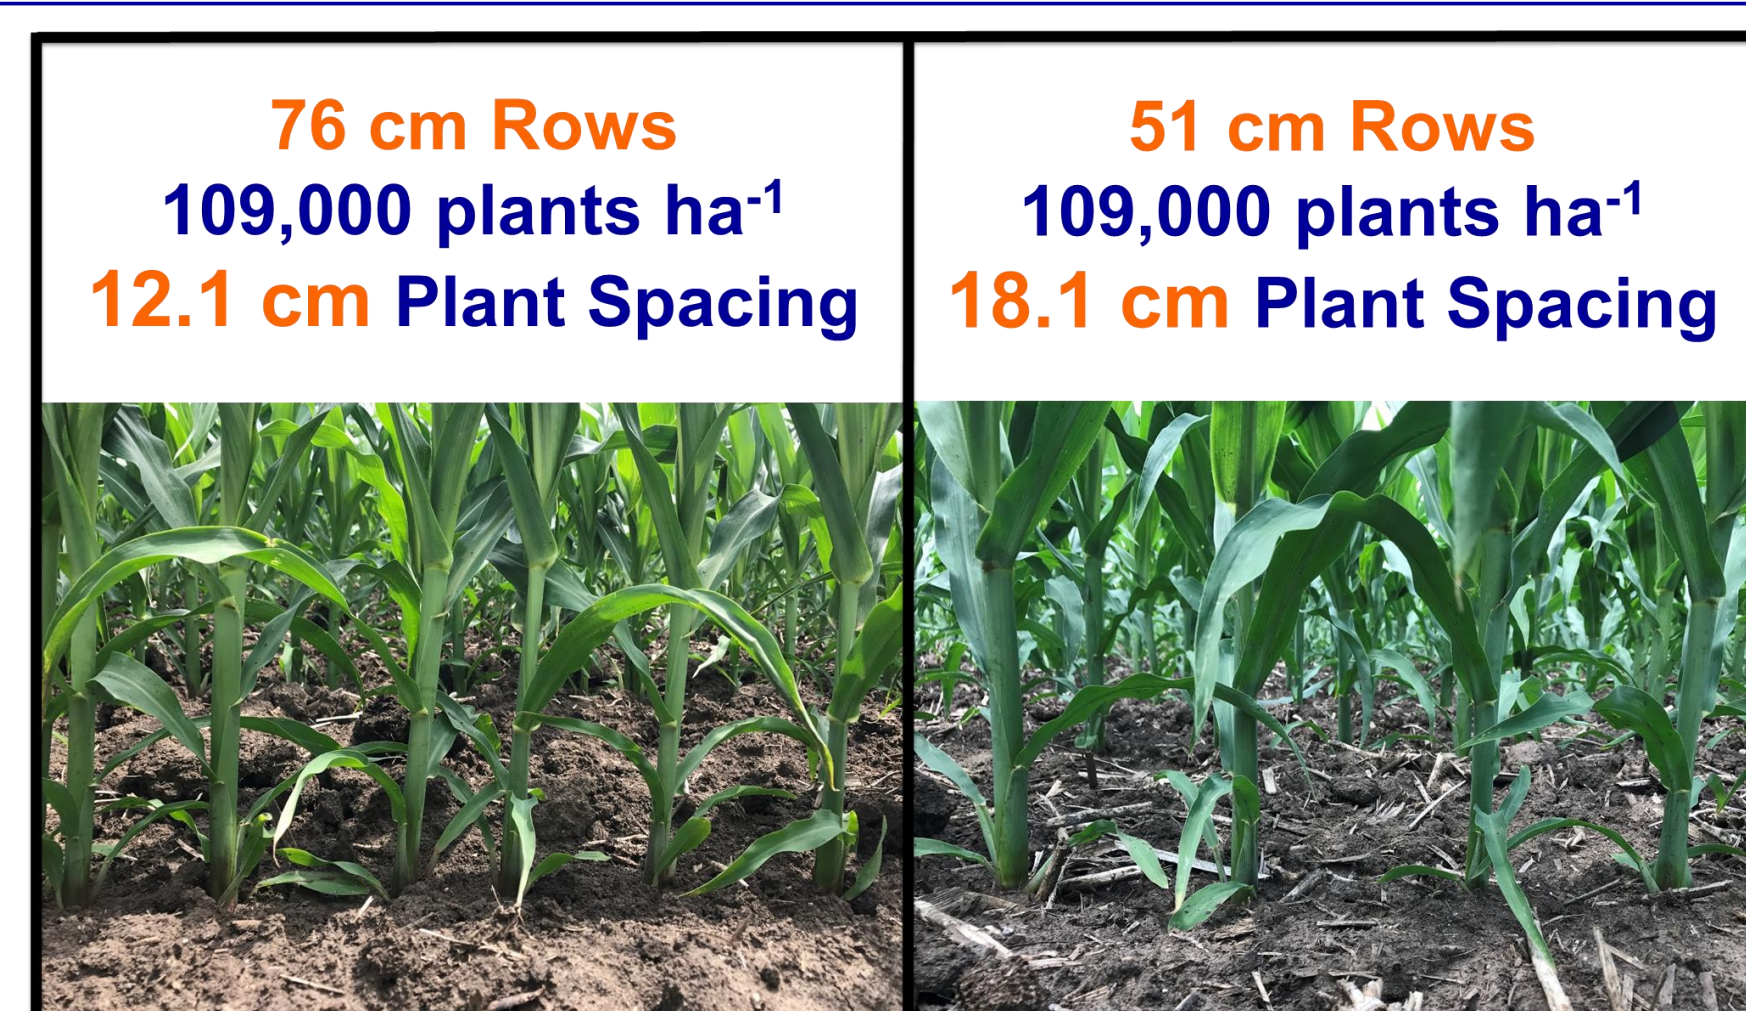 76 cm Rows
109,000 plants ha-1
12.1 cm Plant Spacing
51 cm Rows
109,000 plants ha-1
18.1 cm Plant Spacing